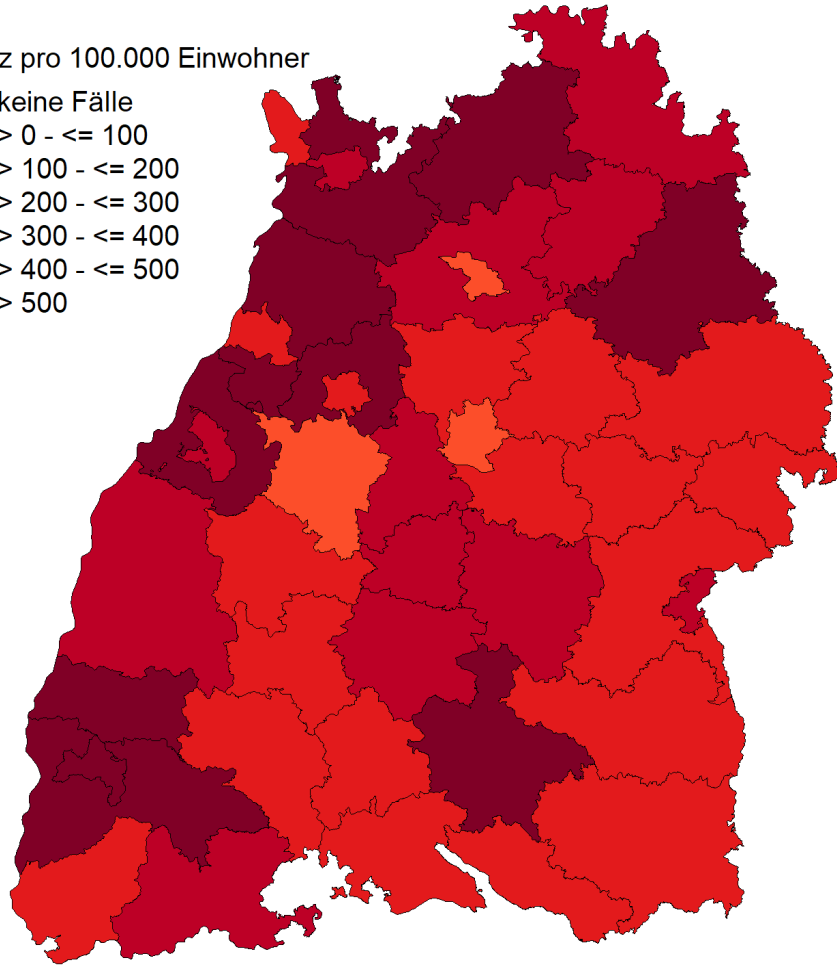 z pro 100.000 Einwohner
keine Fälle
> 0 - <= 100
> 100 - <= 200
> 200 - <= 300
> 300 - <= 400
> 400 - <= 500
> 500